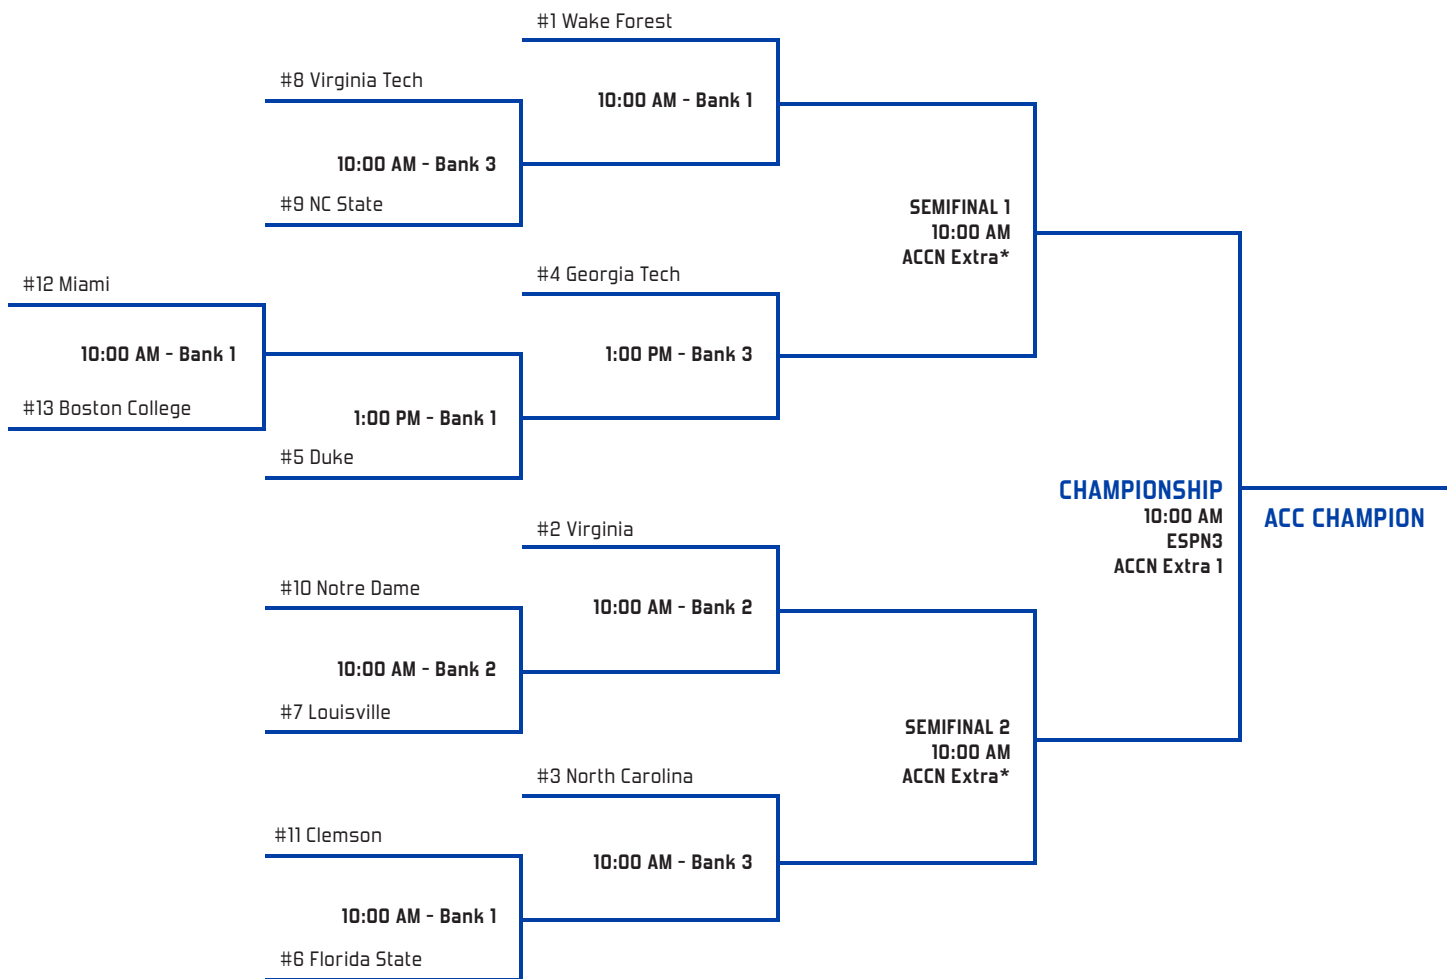 #1 Wake Forest
#8 Virginia Tech
10:00 AM - Bank 1
10:00 AM - Bank 3
#9 NC State
SEMIFINAL 1
10:00 AM
ACCN Extra*
#12 Miami
#4 Georgia Tech
10:00 AM - Bank 1
1:00 PM - Bank 3
#13 Boston College
1:00 PM - Bank 1
#5 Duke
CHAMPIONSHIP
10:00 AM
ESPN3
ACCN Extra 1
ACC CHAMPION
#2 Virginia
#10 Notre Dame
10:00 AM - Bank 2
10:00 AM - Bank 2
#7 Louisville
SEMIFINAL 2
10:00 AM
ACCN Extra*
#3 North Carolina
#11 Clemson
10:00 AM - Bank 3
10:00 AM - Bank 1
#6 Florida State